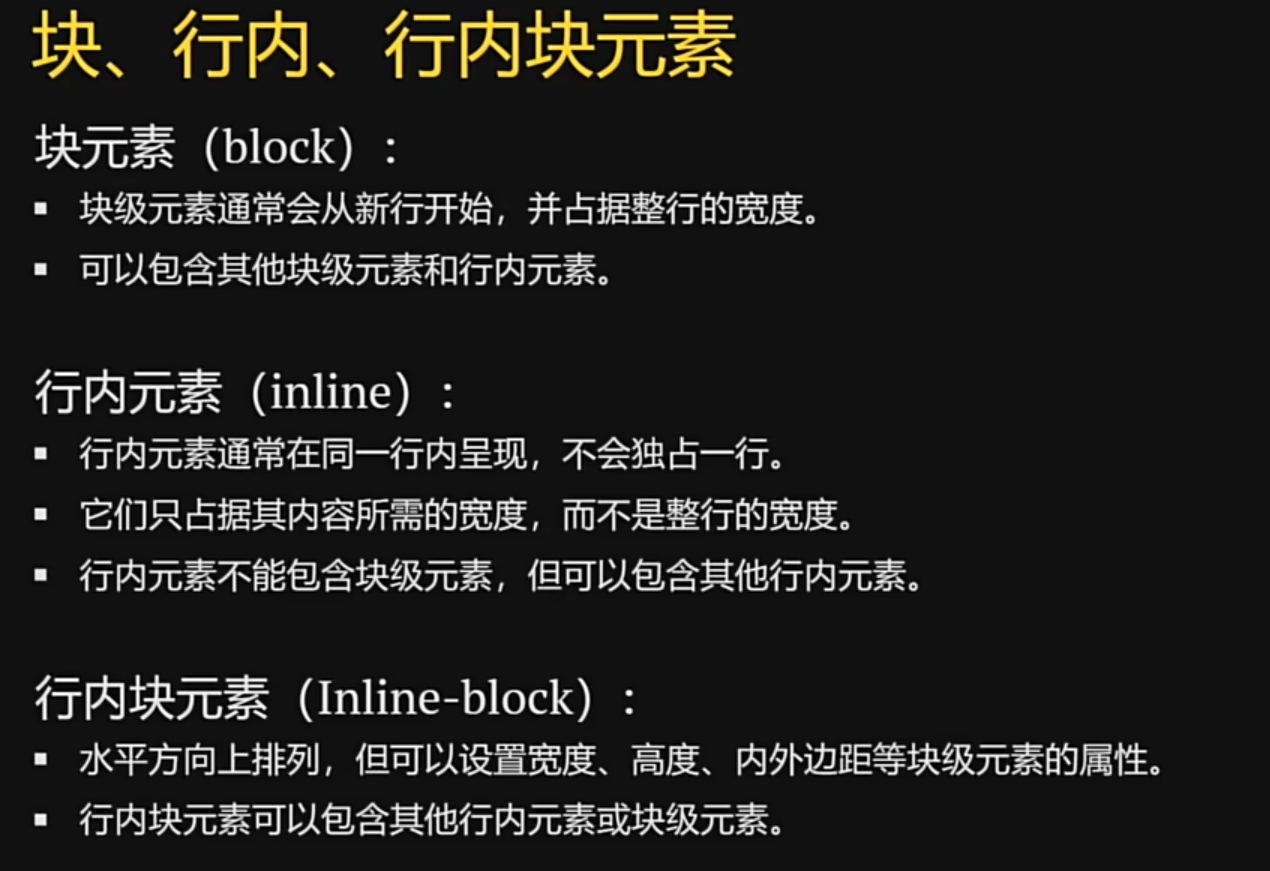 块、行内、行内块元素
块元素（block）:
▪ 块级元素通常会从新行开始，并占据整行的宽度。
▪ 可以包含其他块级元素和行内元素。
行内元素（inline）:
▪ 行内元素通常在同一行内呈现，不会独占一行。
▪ 它们只占据其内容所需的宽度，而不是整行的宽度。
▪ 行内元素不能包含块级元素，但可以包含其他行内元素。
行内块元素（Inline-block）:
▪ 水平方向上排列，但可以设置宽度、高度、内外边距等块级元素的属性。
▪ 行内块元素可以包含其他行内元素或块级元素。